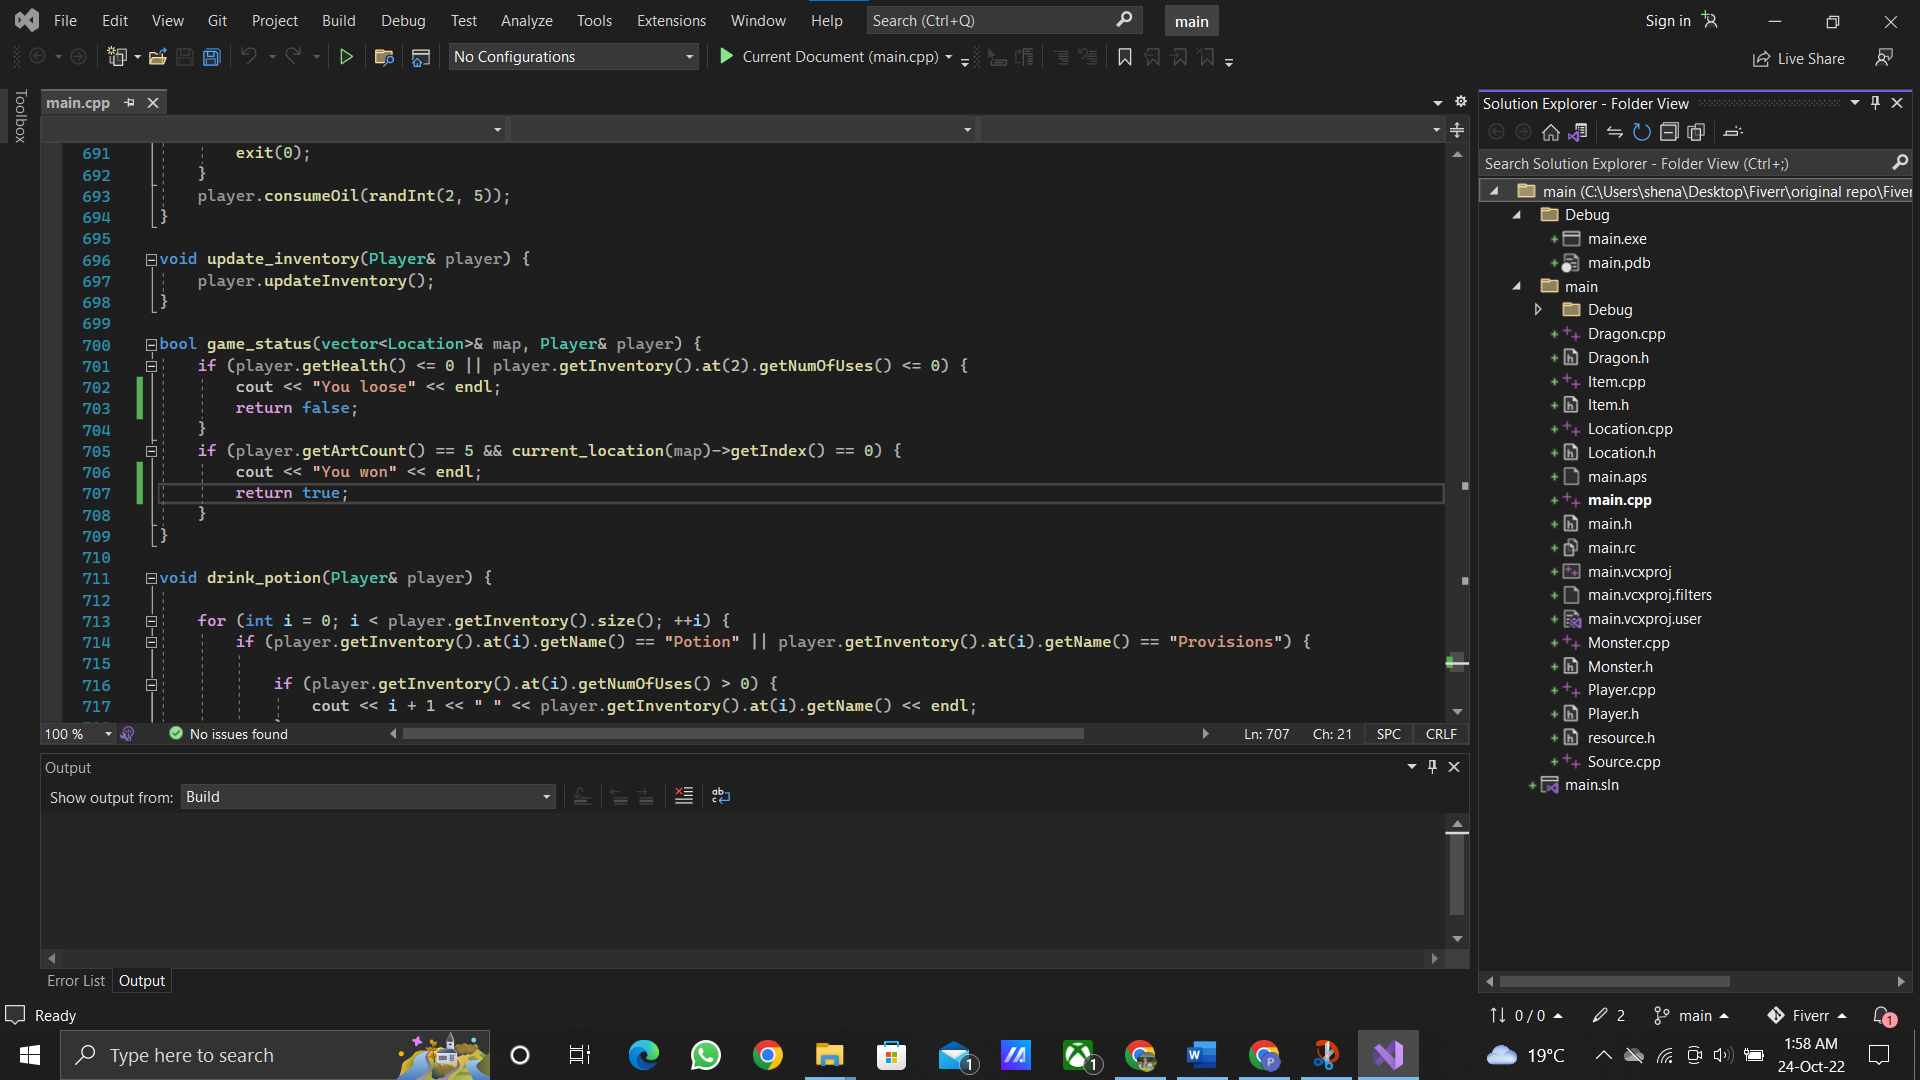 File Edit View Git Project Build Debug Test Analyze Tools Extensions Window Help Search (Ctrl+Q) main Sign in
No Configurations Current Document (main.cpp) Live Share
Toolbox
main.cpp
691 exit(0);
692 }
693 player.consumeOil(randInt(2, 5));
694 }
695
696 void update_inventory(Player& player) {
697 player.updateInventory();
698 }
699
700 bool game_status(vector<Location>& map, Player& player) {
701 if (player.getHealth() <= 0 || player.getInventory().at(2).getNumOfUses() <= 0) {
702 cout << "You loose" << endl;
703 return false;
704 }
705 if (player.getArtCount() == 5 && current_location(map)->getIndex() == 0) {
706 cout << "You won" << endl;
707 return true;
708 }
709 }
710
711 void drink_potion(Player& player) {
712
713 for (int i = 0; i < player.getInventory().size(); ++i) {
714 if (player.getInventory().at(i).getName() == "Potion" || player.getInventory().at(i).getName() == "Provisions") {
715
716 if (player.getInventory().at(i).getNumOfUses() > 0) {
717 cout << i + 1 << " " << player.getInventory().at(i).getName() << endl;
100 % No issues found Ln: 707 Ch: 21 SPC CRLF
Output
Show output from: Build
Error List Output
Solution Explorer - Folder View
Search Solution Explorer - Folder View (Ctrl+;)
main (C:\Users\shena\Desktop\Fiverr\original repo\Fiver
Debug
main.exe
main.pdb
main
Debug
Dragon.cpp
Dragon.h
Item.cpp
Item.h
Location.cpp
Location.h
main.aps
main.cpp
main.h
main.rc
main.vcxproj
main.vcxproj.filters
main.vcxproj.user
Monster.cpp
Monster.h
Player.cpp
Player.h
resource.h
Source.cpp
main.sln
Ready 0 / 0 2 main Fiverr 1
Type here to search 1 1 P 19°C 1:58 AM
24-Oct-22